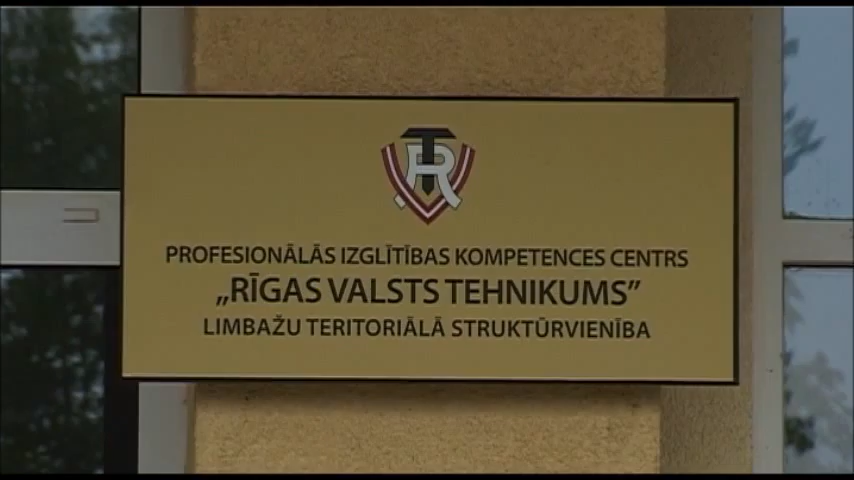 PROFESIONĀLĀS IZGLĪTĪBAS KOMPETENCES CENTRS
„RĪGAS VALSTS TEHNIKUMS”
LIMBAŽU TERITORIĀLĀ STRUKTŪRVIENĪBA